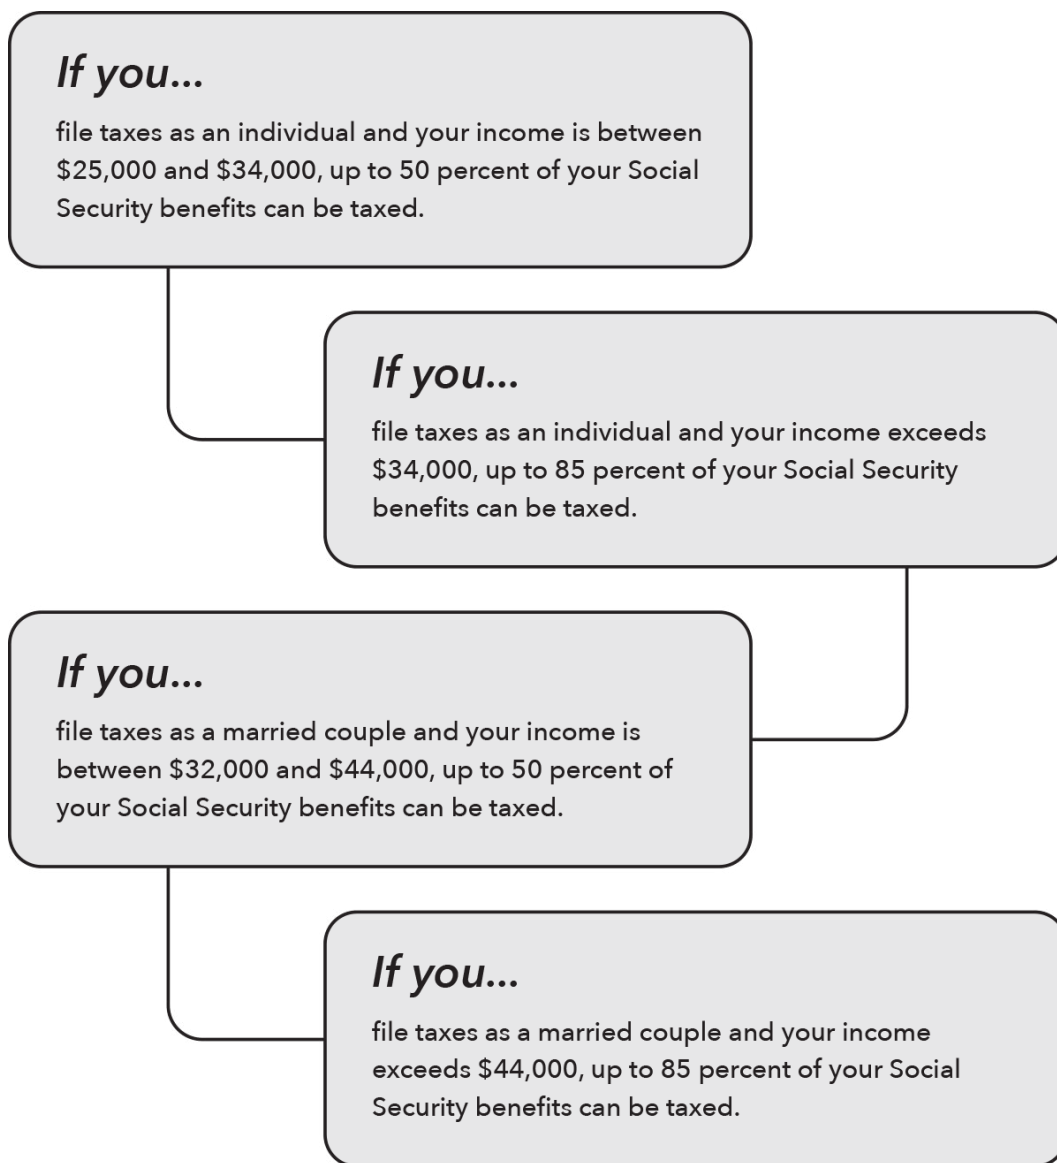 If you...
file taxes as an individual and your income is between
$25,000 and $34,000, up to 50 percent of your Social
Security benefits can be taxed.
If you...
file taxes as an individual and your income exceeds
$34,000, up to 85 percent of your Social Security
benefits can be taxed.
If you...
file taxes as a married couple and your income is
between $32,000 and $44,000, up to 50 percent of
your Social Security benefits can be taxed.
If you...
file taxes as a married couple and your income
exceeds $44,000, up to 85 percent of your Social
Security benefits can be taxed.